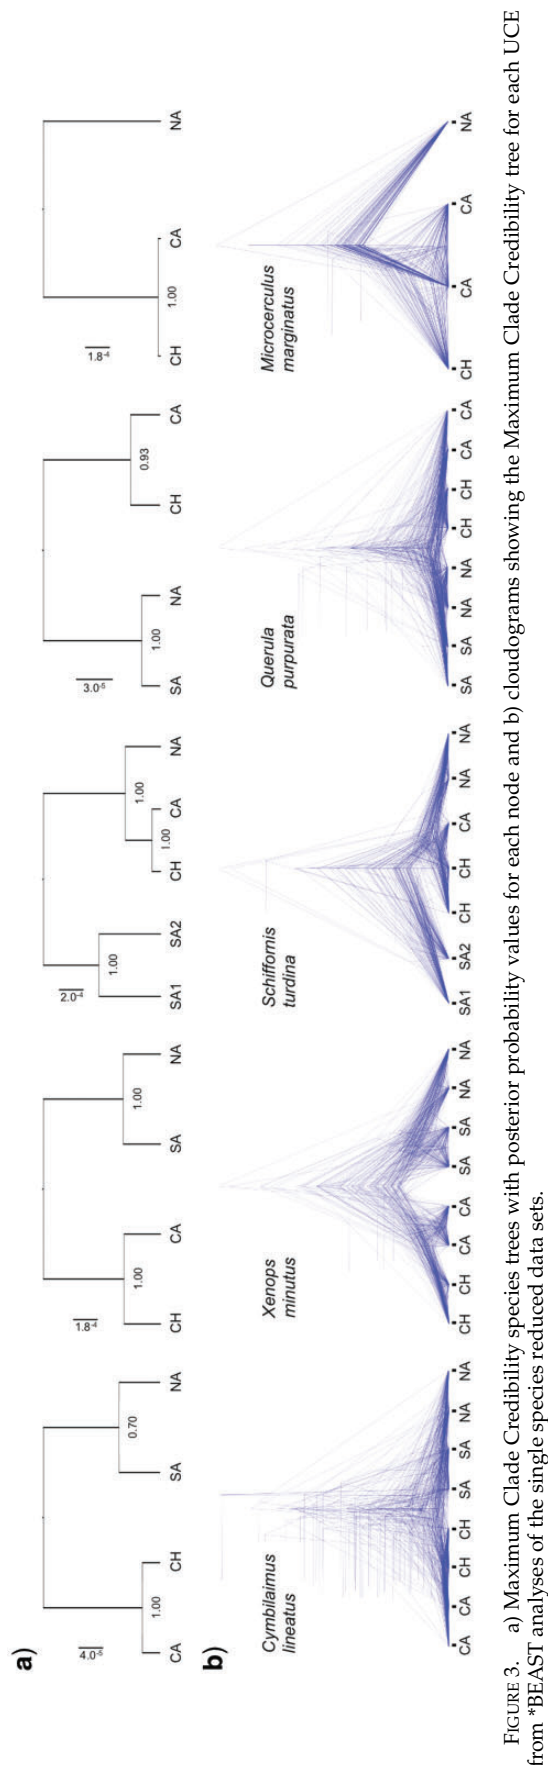 a)
4.0⁻⁵ 1.00 0.70
CA CH SA NA
1.8⁻⁴ 1.00 1.00
CH CA SA NA
2.0⁻⁴ 1.00 1.00 1.00
SA1 SA2 CH CA NA
3.0⁻⁵ 1.00 0.93
SA NA CH CA
1.8⁻⁴ 1.00
CH CA NA
b)
Cymbilaimus
lineatus
CA CA CH CH SA SA NA NA
Xenops
minutus
CH CH CA CA SA SA NA NA
Schiffornis
turdina
SA1 SA2 CH CH CA NA NA
Querula
purpurata
SA SA NA NA CH CH CA CA
Microcerculus
marginatus
CH CA CA NA
FIGURE 3. a) Maximum Clade Credibility species trees with posterior probability values for each node and b) cloudograms showing the Maximum Clade Credibility tree for each UCE
from *BEAST analyses of the single species reduced data sets.